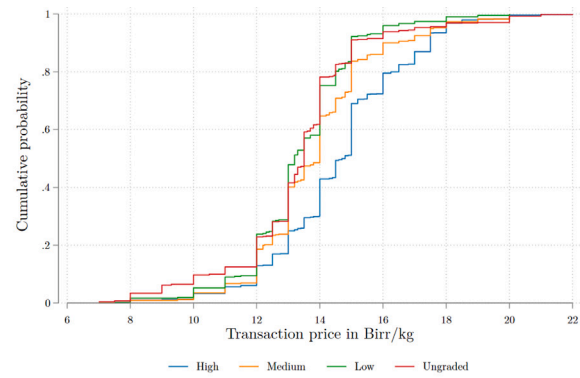 Cumulative probability
1
.8
.6
.4
.2
0
6 8 10 12 14 16 18 20 22
Transaction price in Birr/kg
High Medium Low Ungraded